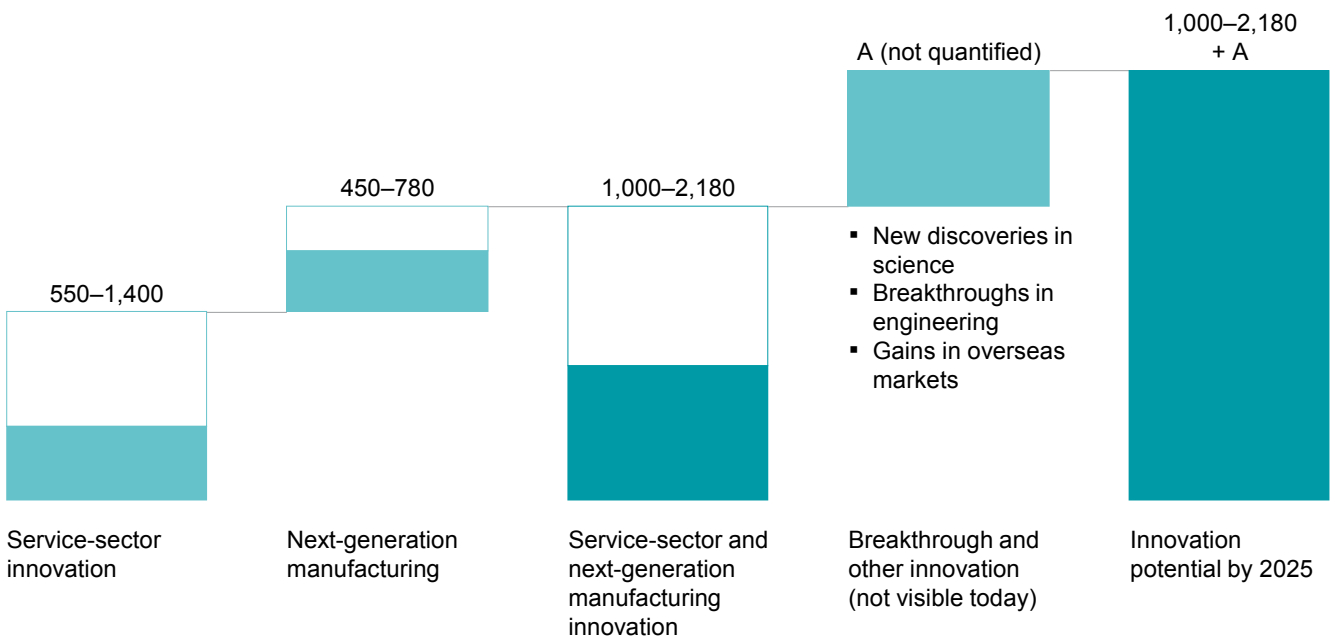 1,000–2,180
+ A
A (not quantified)
450–780
1,000–2,180
550–1,400
▪ New discoveries in
science
▪ Breakthroughs in
engineering
▪ Gains in overseas
markets
Service-sector
innovation
Next-generation
manufacturing
Service-sector and
next-generation
manufacturing
innovation
Breakthrough and
other innovation
(not visible today)
Innovation
potential by 2025